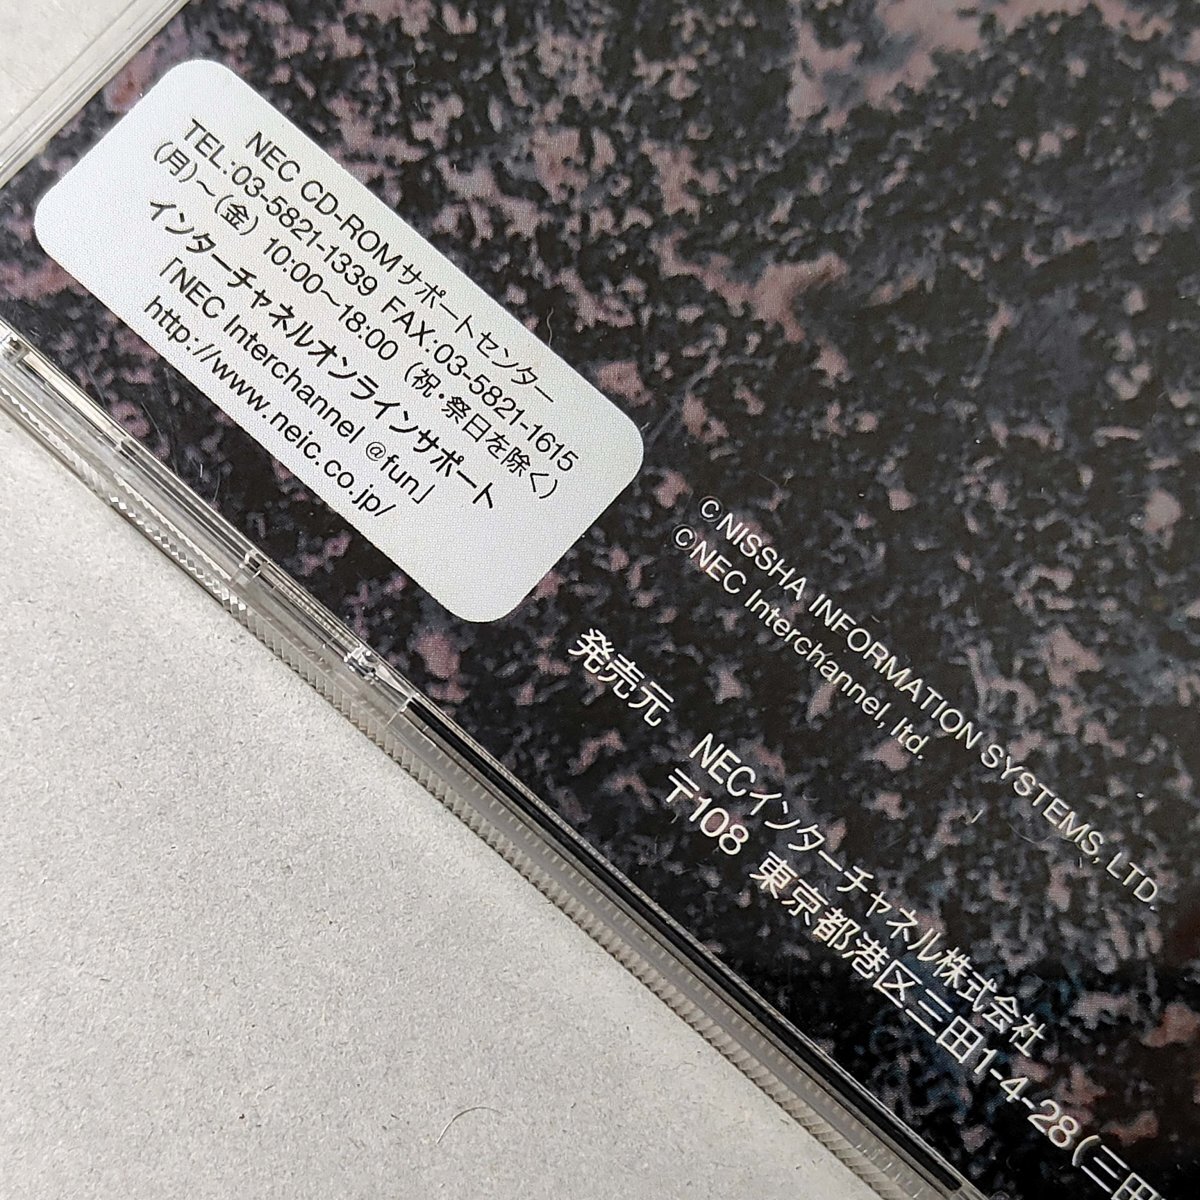 NEC CD-ROMサポートセンター
TEL:03-5821-1339 FAX:03-5821-1615
(月)〜(金) 10:00〜18:00 (祝・祭日を除く)
インターチャネルオンラインサポート
「NEC Interchannel @fun」
http://www.neic.co.jp/
©NISSHA INFORMATION SYSTEMS, LTD.
©NEC Interchannel, ltd.
発売元 NECインターチャネル株式会社
〒108 東京都港区三田1-4-28(三田